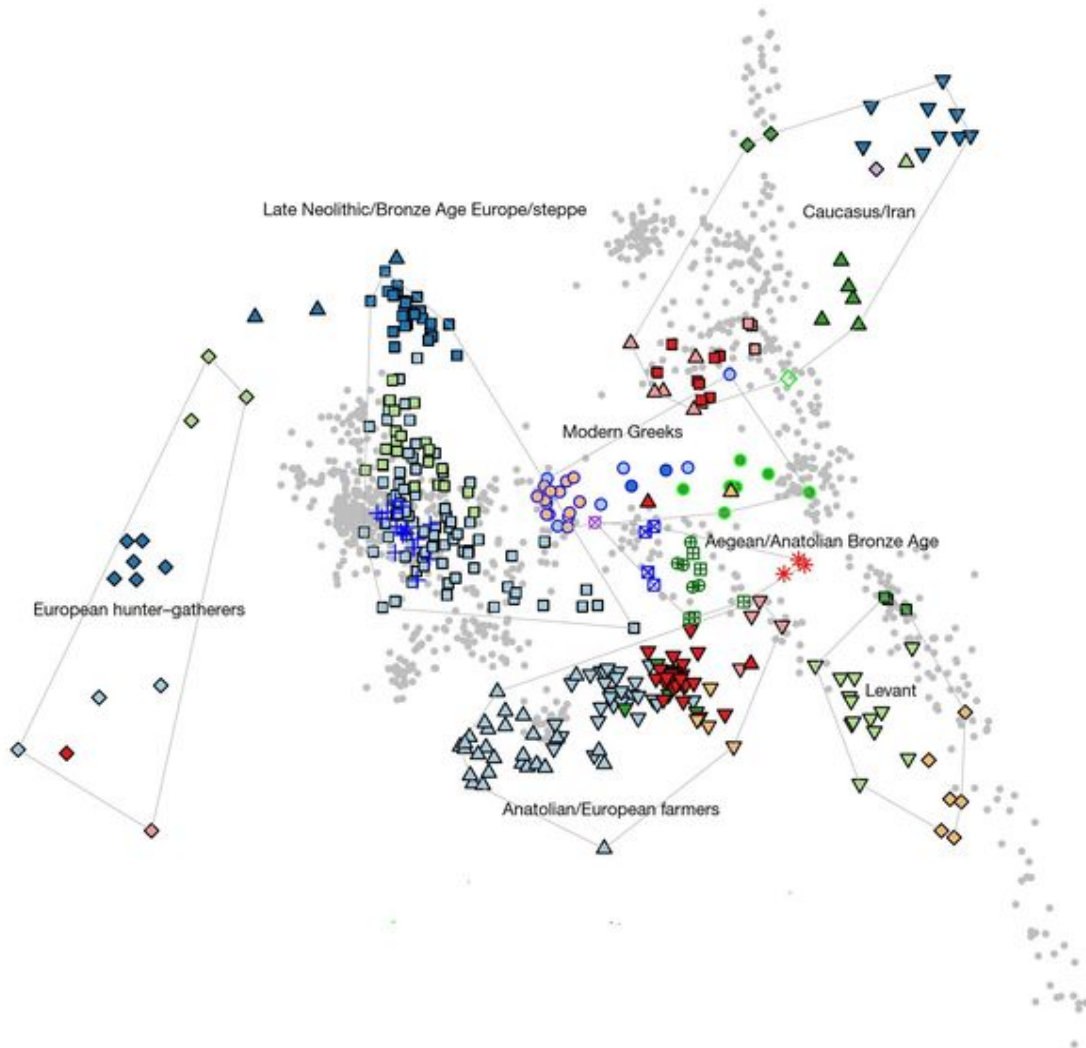 Late Neolithic/Bronze Age Europe/steppe
Caucasus/Iran
Modern Greeks
Aegean/Anatolian Bronze Age
European hunter–gatherers
Levant
Anatolian/European farmers